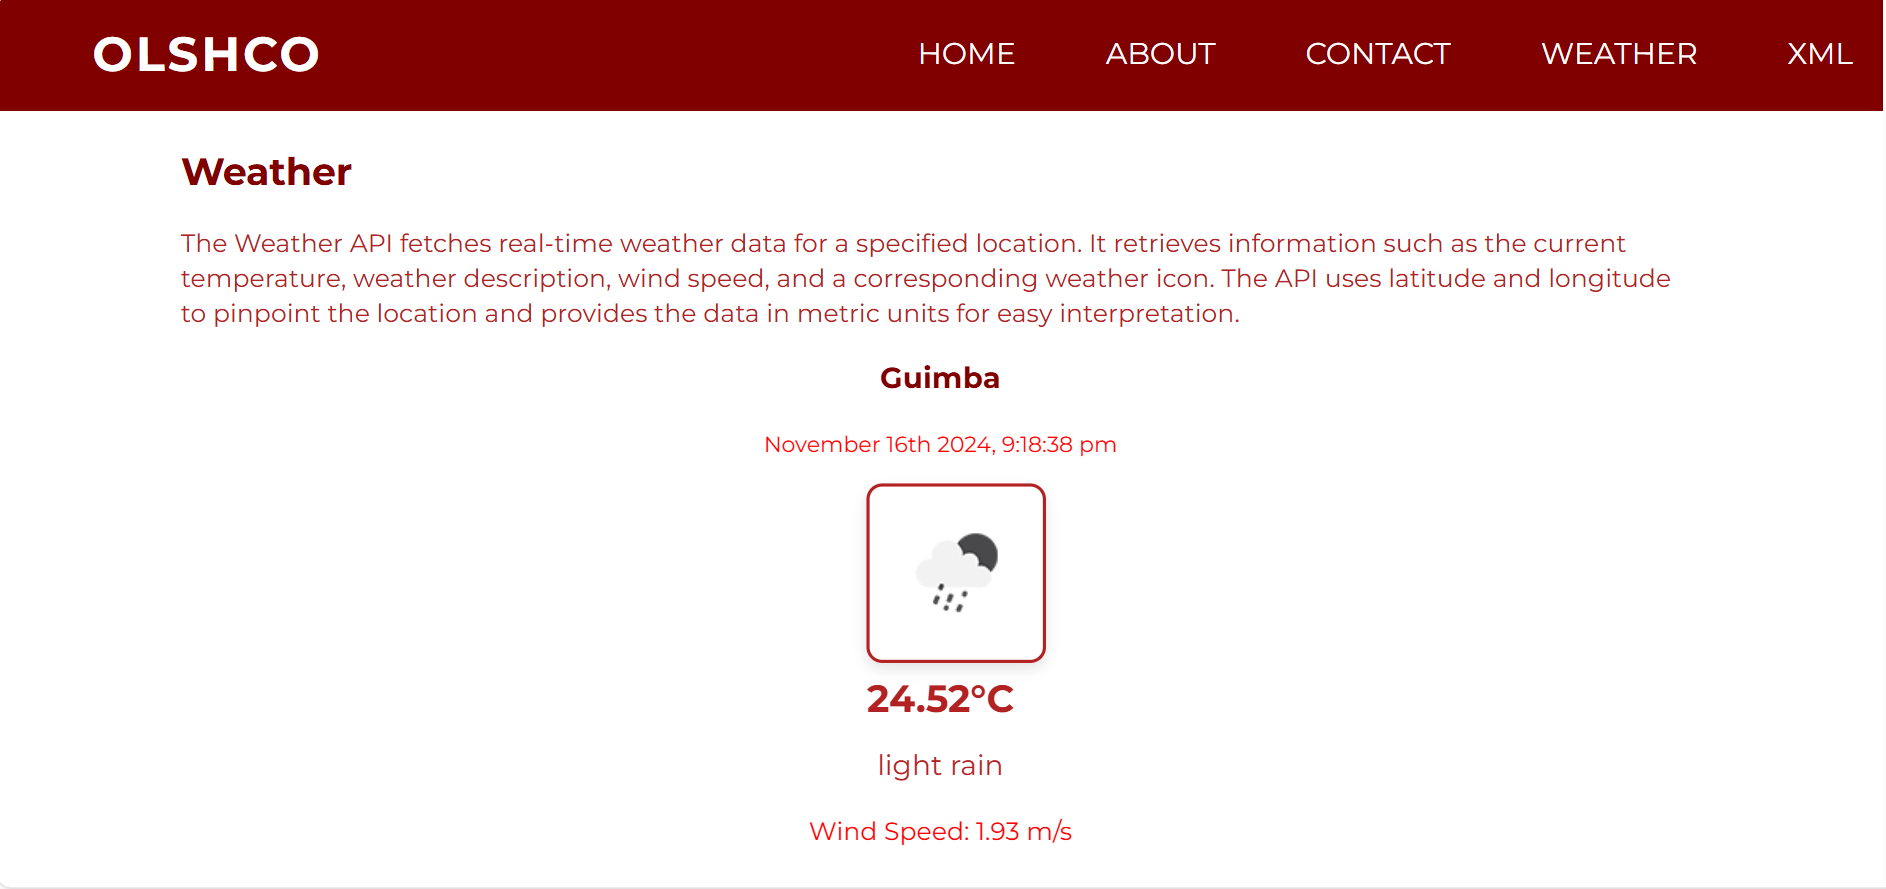 OLSHCO
HOME ABOUT CONTACT WEATHER XML
Weather
The Weather API fetches real-time weather data for a specified location. It retrieves information such as the current
temperature, weather description, wind speed, and a corresponding weather icon. The API uses latitude and longitude
to pinpoint the location and provides the data in metric units for easy interpretation.
Guimba
November 16th 2024, 9:18:38 pm
24.52°C
light rain
Wind Speed: 1.93 m/s